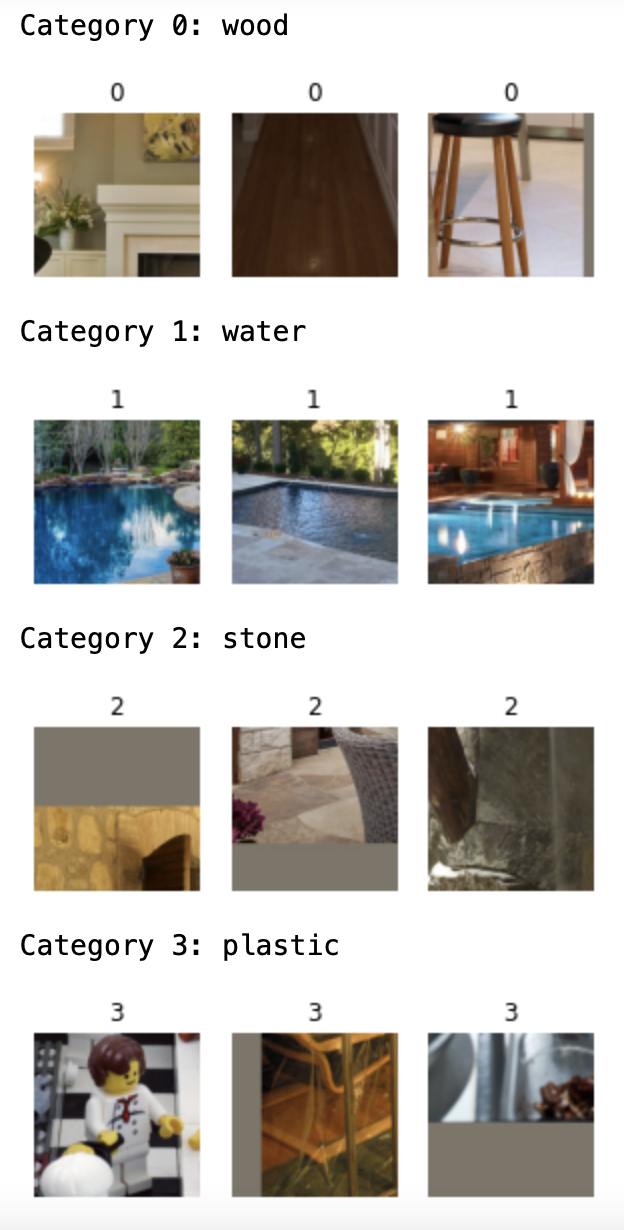 Category 0: wood
0 0 0
Category 1: water
1 1 1
Category 2: stone
2 2 2
Category 3: plastic
3 3 3